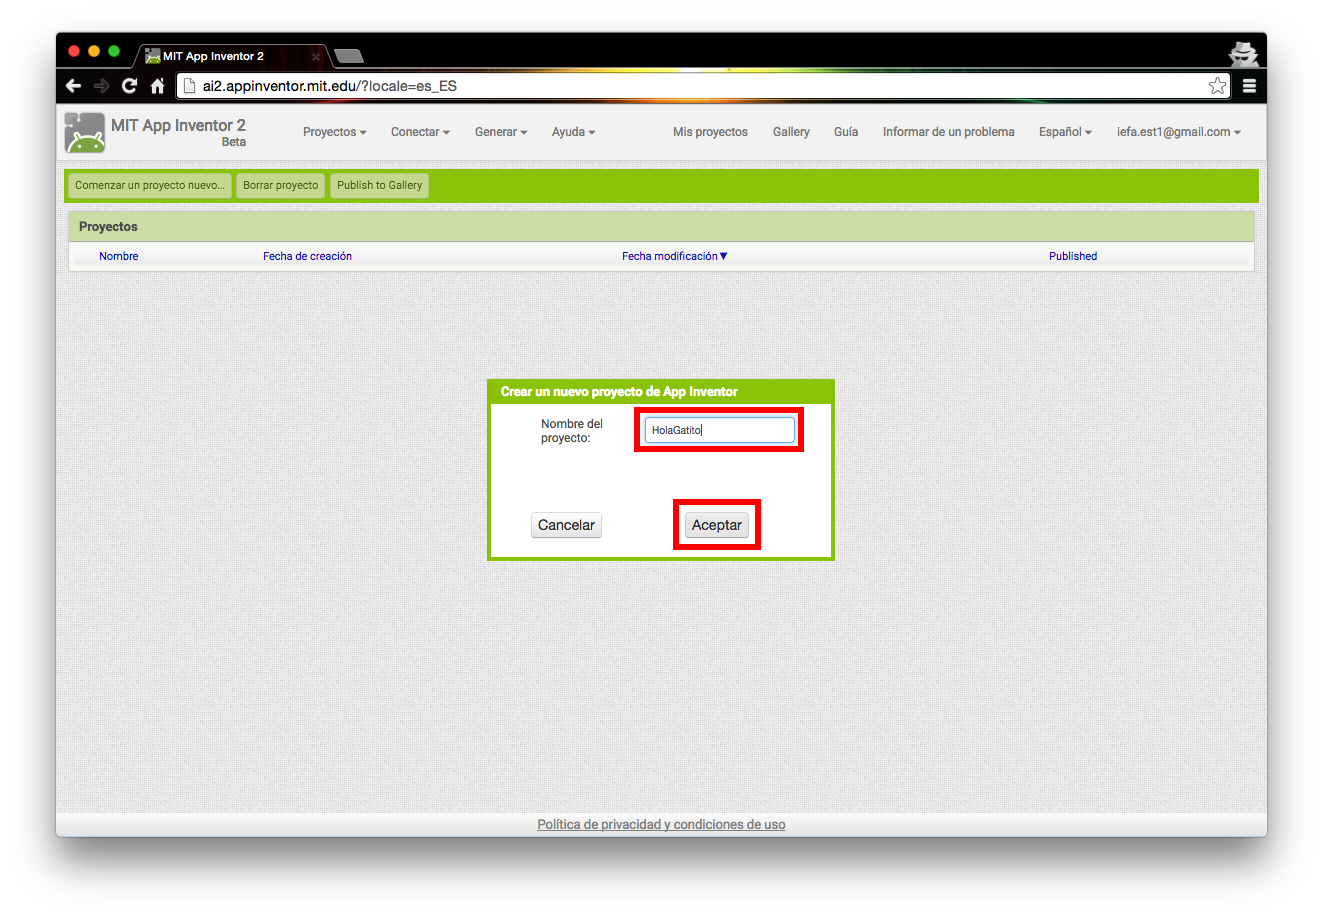 MIT App Inventor 2
ai2.appinventor.mit.edu/?locale=es_ES
MIT App Inventor 2
Beta
Proyectos Conectar Generar Ayuda Mis proyectos Gallery Guía Informar de un problema Español iefa.est1@gmail.com
Comenzar un proyecto nuevo... Borrar proyecto Publish to Gallery
Proyectos
Nombre Fecha de creación Fecha modificación▼ Published
Crear un nuevo proyecto de App Inventor
Nombre del
proyecto:
HolaGatito
Cancelar Aceptar
Política de privacidad y condiciones de uso